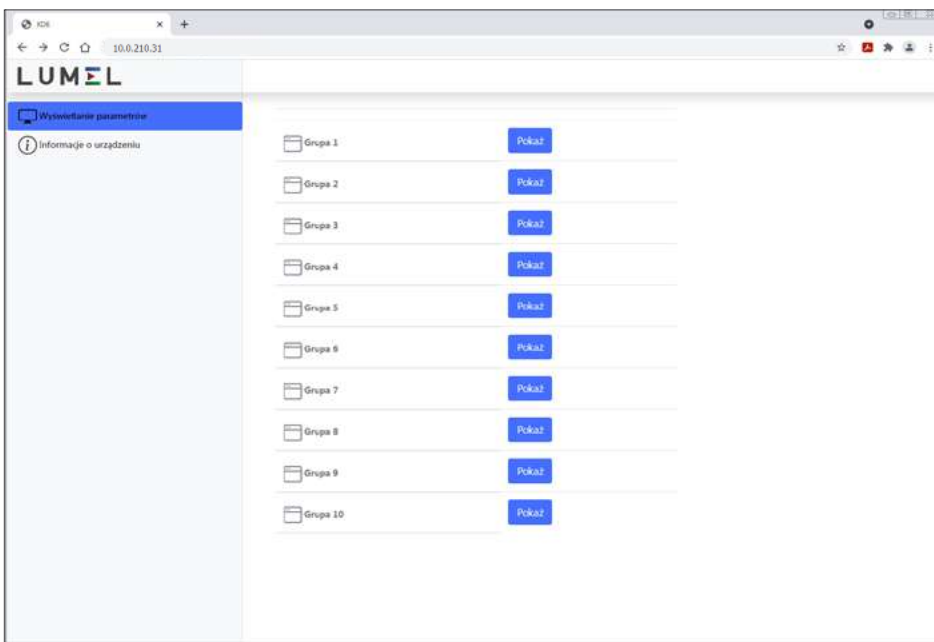 KD6
10.0.210.31
LUMEL
Wyświetlanie parametrów
Informacje o urządzeniu
Grupa 1 Pokaż
Grupa 2 Pokaż
Grupa 3 Pokaż
Grupa 4 Pokaż
Grupa 5 Pokaż
Grupa 6 Pokaż
Grupa 7 Pokaż
Grupa 8 Pokaż
Grupa 9 Pokaż
Grupa 10 Pokaż